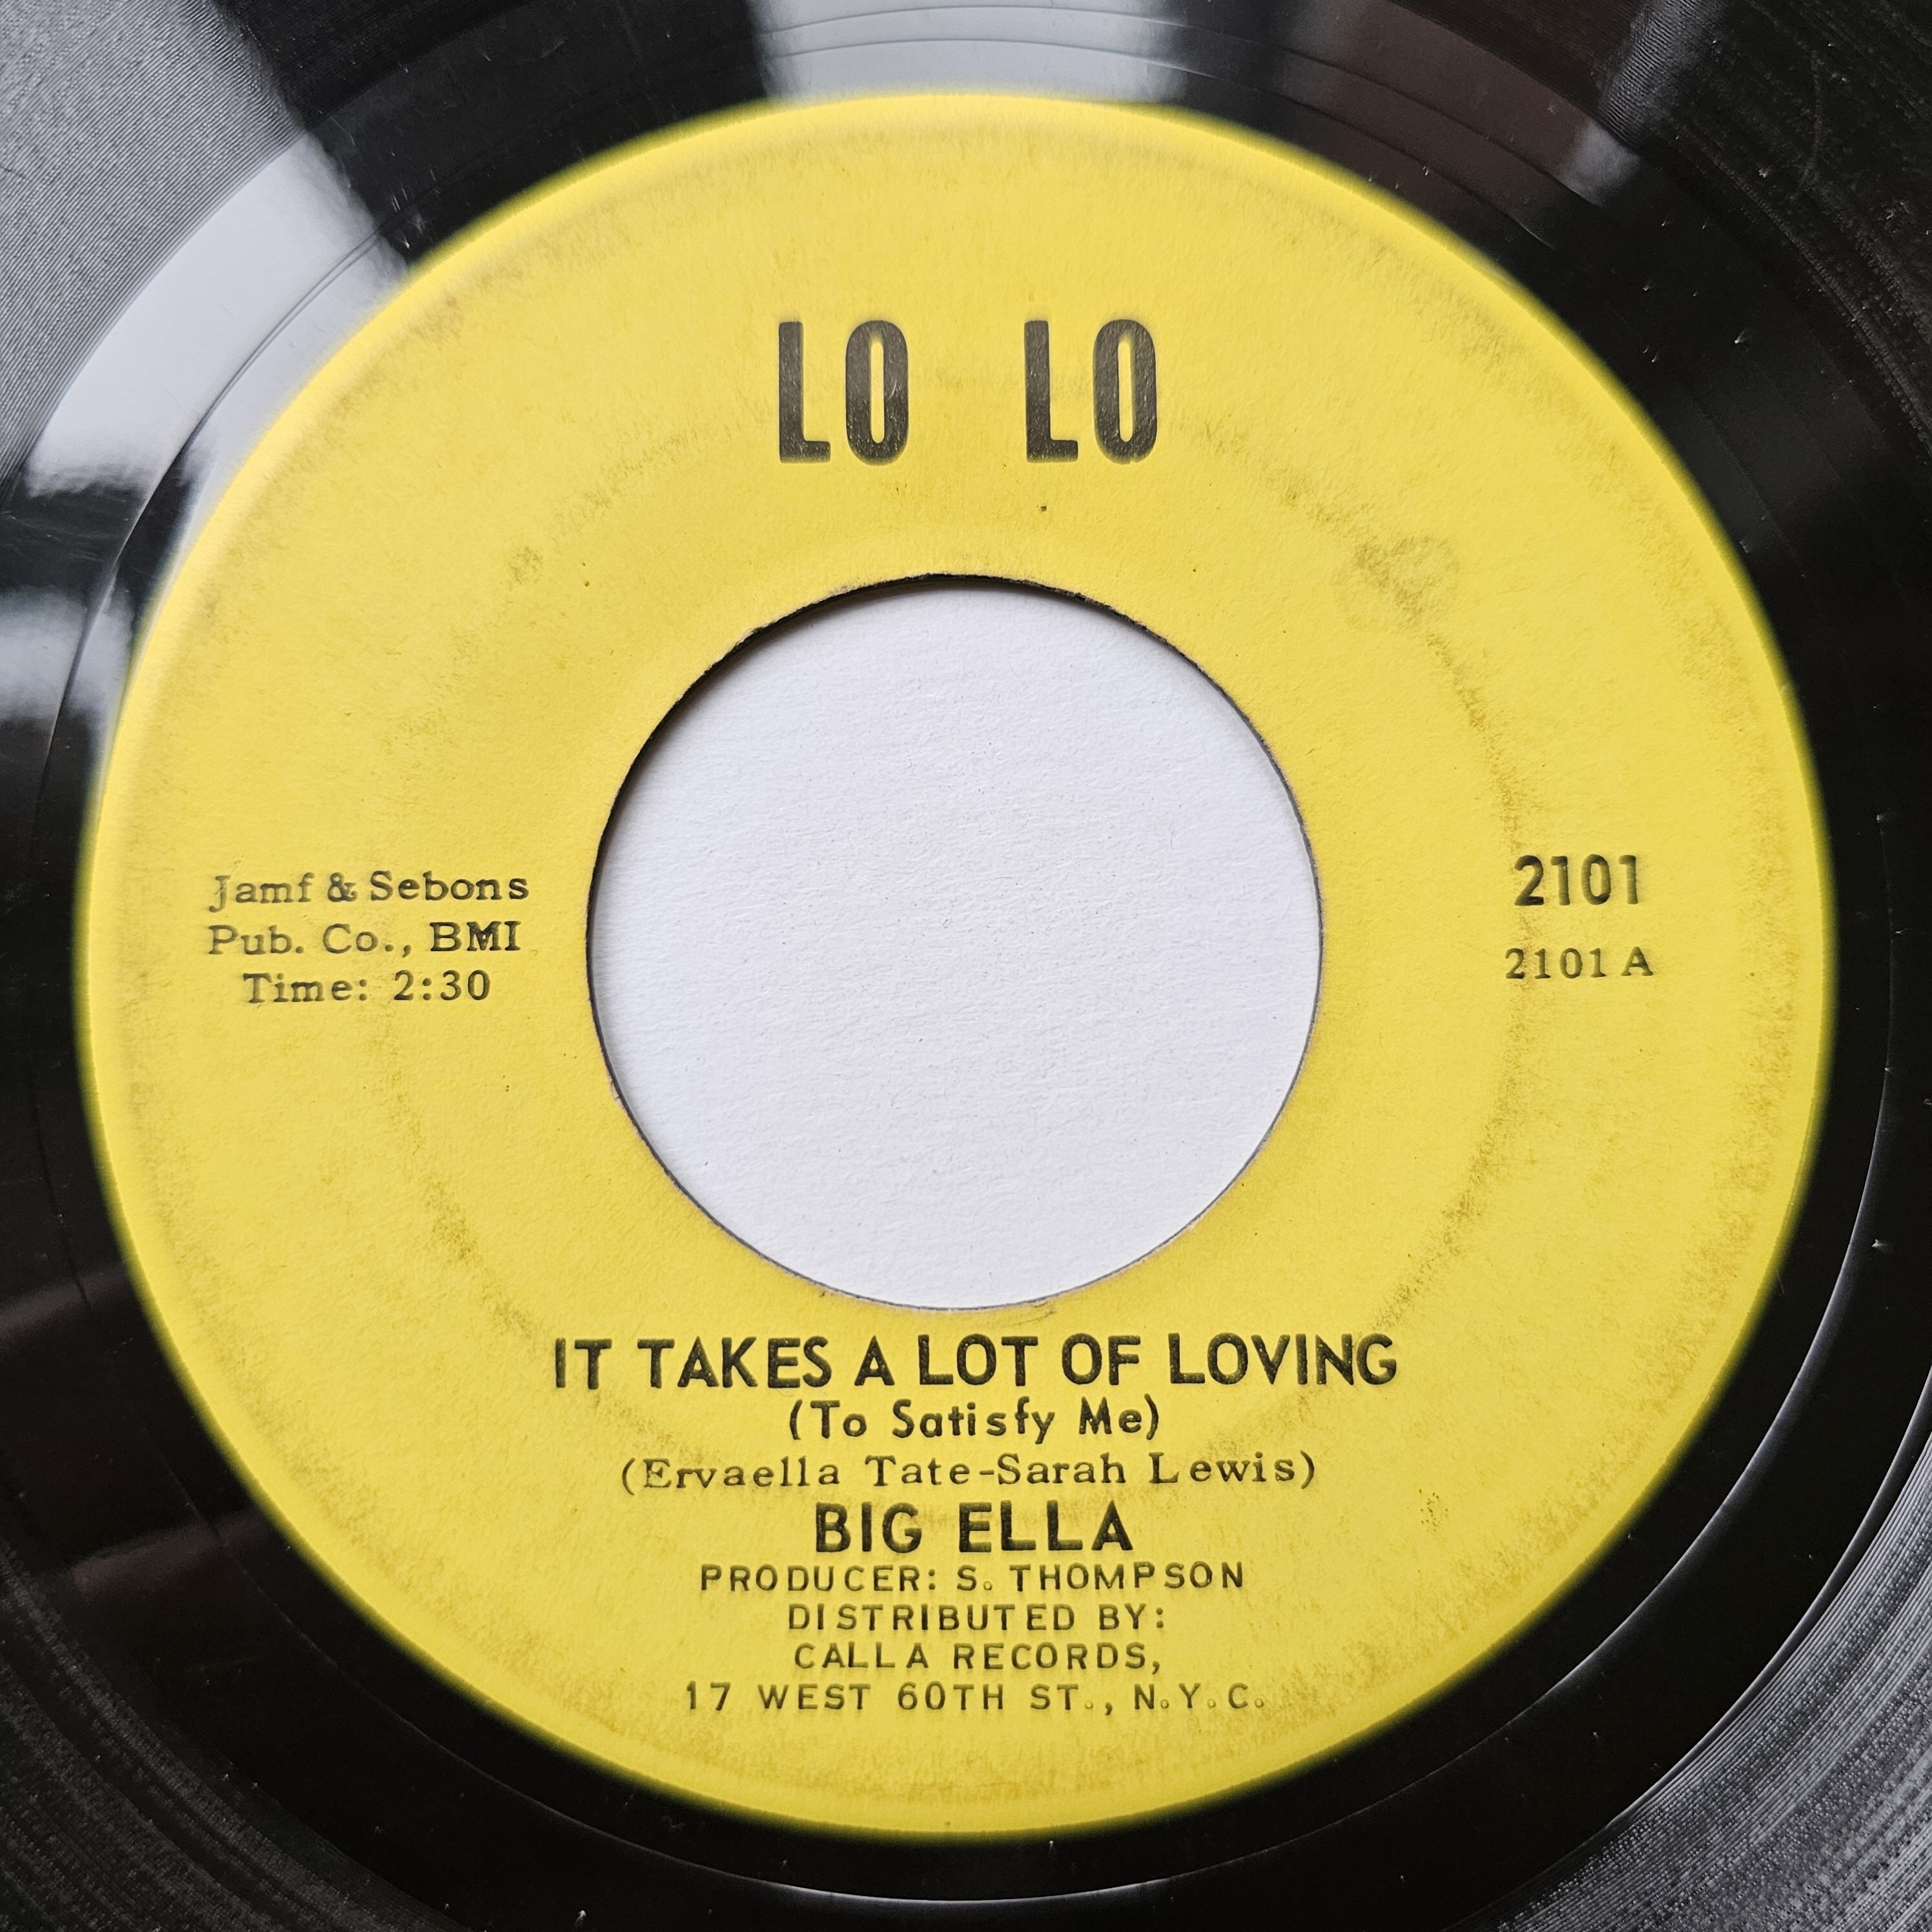 LO LO
Jamf & Sebons
Pub. Co., BMI
Time: 2:30
2101
2101 A
IT TAKES A LOT OF LOVING
(To Satisfy Me)
(Ervaella Tate-Sarah Lewis)
BIG ELLA
PRODUCER: S. THOMPSON
DISTRIBUTED BY:
CALLA RECORDS,
17 WEST 60TH ST., N.Y.C.